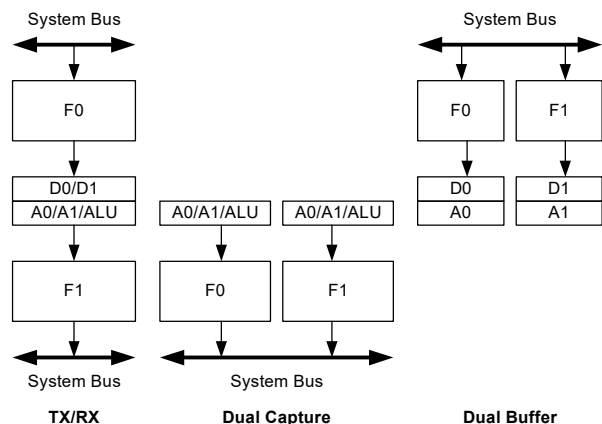 System Bus
F0
D0/D1
A0/A1/ALU
F1
System Bus
TX/RX
A0/A1/ALU
A0/A1/ALU
F0
F1
System Bus
Dual Capture
System Bus
F0
F1
D0
D1
A0
A1
Dual Buffer